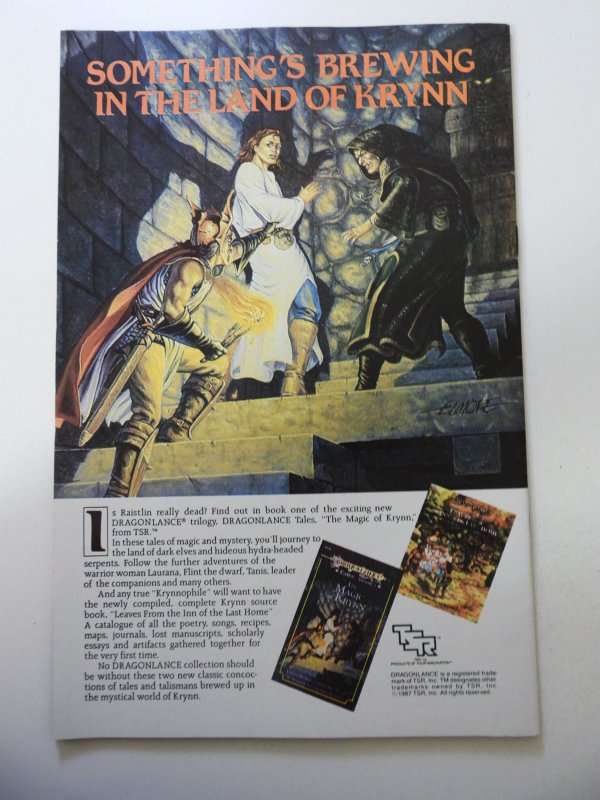 SOMETHING'S BREWING
IN THE LAND OF KRYNN
ELMORE
Is Raistlin really dead? Find out in book one of the exciting new
DRAGONLANCE® trilogy, DRAGONLANCE Tales, "The Magic of Krynn,"
from TSR.™
In these tales of magic and mystery, you'll journey to
the land of dark elves and hideous hydra-headed
serpents. Follow the further adventures of the
warrior woman Laurana, Flint the dwarf, Tanis, leader
of the companions and many others.
And any true "Krynnophile" will want to have
the newly compiled, complete Krynn source
book, "Leaves From the Inn of the Last Home"
A catalogue of all the poetry, songs, recipes,
maps, journals, lost manuscripts, scholarly
essays and artifacts gathered together for
the very first time.
No DRAGONLANCE collection should
be without these two new classic concoc-
tions of tales and talismans brewed up in
the mystical world of Krynn.
MAGIC
KRYNN
TSR
PRODUCTS OF YOUR IMAGINATION™
DRAGONLANCE is a registered trade-
mark of TSR, Inc. TM designates other
trademarks owned by TSR, Inc.
©1987 TSR, Inc. All rights reserved.